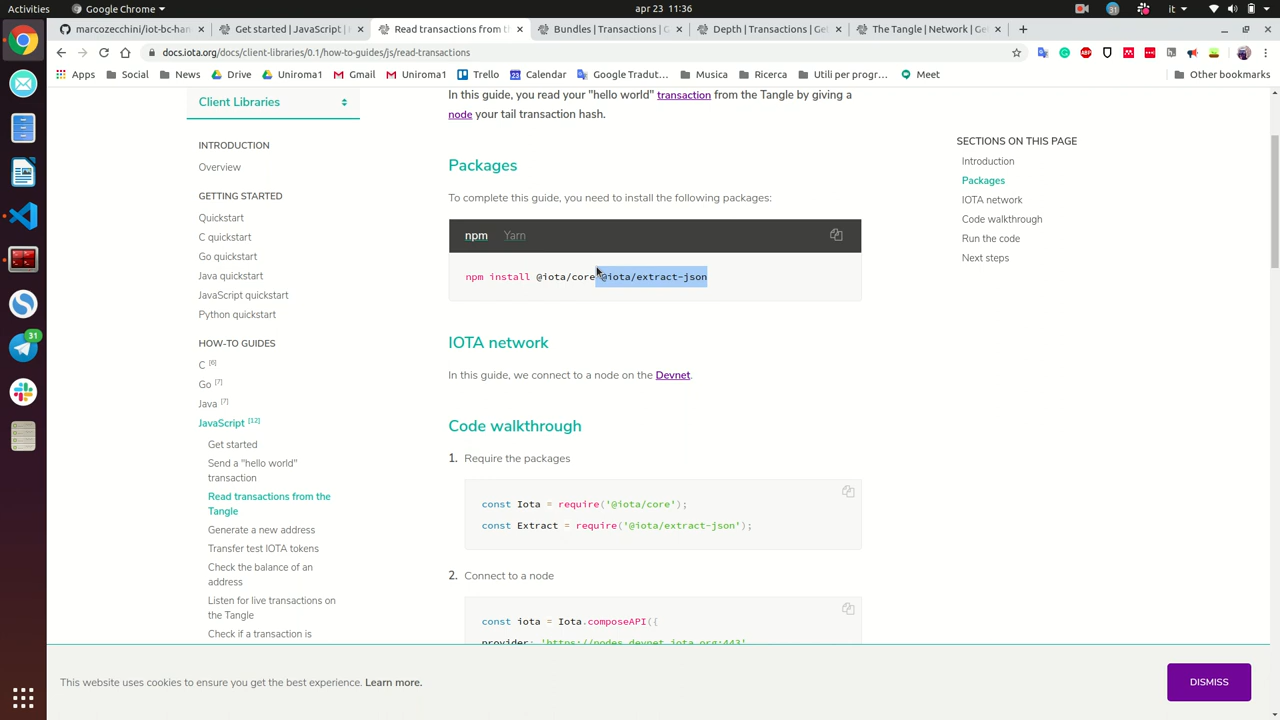 Activities
Google Chrome
apr 23 11:36
it
marcozecchini/iot-bc-han
Get started | JavaScript | H
Read transactions from th
Bundles | Transactions | G
Depth | Transactions | Get
The Tangle | Network | Ge
docs.iota.org/docs/client-libraries/0.1/how-to-guides/js/read-transactions
Apps
Social
News
Drive
Uniroma1
Gmail
Uniroma1
Trello
Calendar
Google Tradut...
Musica
Ricerca
Utili per progr...
Meet
Other bookmarks
Client Libraries
INTRODUCTION
Overview
GETTING STARTED
Quickstart
C quickstart
Go quickstart
Java quickstart
JavaScript quickstart
Python quickstart
HOW-TO GUIDES
C [6]
Go [7]
Java [7]
JavaScript [12]
Get started
Send a "hello world"
transaction
Read transactions from the
Tangle
Generate a new address
Transfer test IOTA tokens
Check the balance of an
address
Listen for live transactions on
the Tangle
Check if a transaction is
In this guide, you read your "hello world" transaction from the Tangle by giving a
node your tail transaction hash.
Packages
To complete this guide, you need to install the following packages:
npm Yarn
npm install @iota/core @iota/extract-json
IOTA network
In this guide, we connect to a node on the Devnet.
Code walkthrough
1. Require the packages
const Iota = require('@iota/core');
const Extract = require('@iota/extract-json');
2. Connect to a node
const iota = Iota.composeAPI({
provider: 'https://nodes.devnet.iota.org:443'
SECTIONS ON THIS PAGE
Introduction
Packages
IOTA network
Code walkthrough
Run the code
Next steps
31
This website uses cookies to ensure you get the best experience. Learn more.
DISMISS